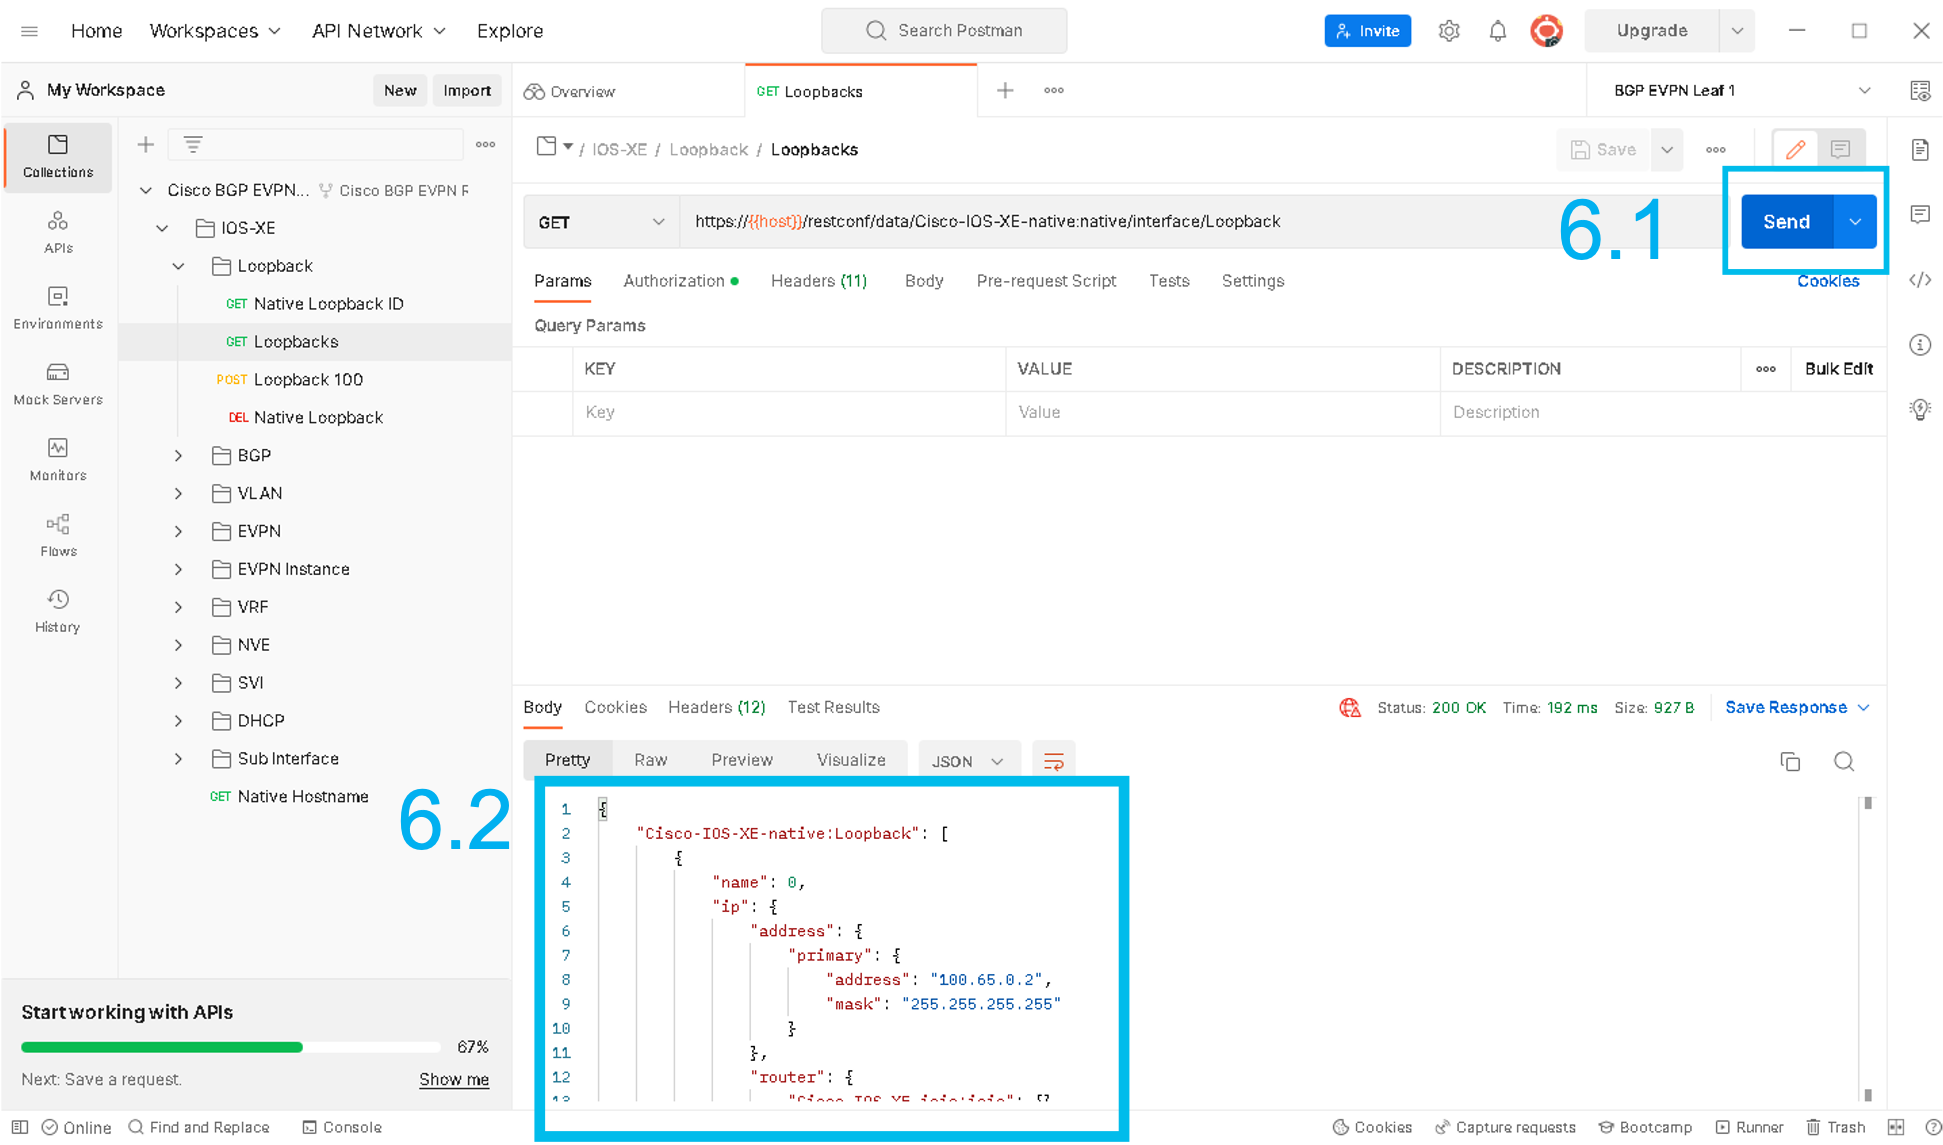 Home Workspaces API Network Explore Search Postman Invite Upgrade
My Workspace New Import Overview GET Loopbacks BGP EVPN Leaf 1
Collections
APIs
Environments
Mock Servers
Monitors
Flows
History
Cisco BGP EVPN... Cisco BGP EVPN R
IOS-XE
Loopback
GET Native Loopback ID
GET Loopbacks
POST Loopback 100
DEL Native Loopback
BGP
VLAN
EVPN
EVPN Instance
VRF
NVE
SVI
DHCP
Sub Interface
GET Native Hostname
Start working with APIs
67%
Next: Save a request. Show me
/ IOS-XE / Loopback / Loopbacks Save
GET https://{{host}}/restconf/data/Cisco-IOS-XE-native:native/interface/Loopback 6.1 Send
Params Authorization Headers (11) Body Pre-request Script Tests Settings Cookies
Query Params
KEY VALUE DESCRIPTION Bulk Edit
Key Value Description
Body Cookies Headers (12) Test Results Status: 200 OK Time: 192 ms Size: 927 B Save Response
Pretty Raw Preview Visualize JSON
6.2
1 {
2 "Cisco-IOS-XE-native:Loopback": [
3 {
4 "name": 0,
5 "ip": {
6 "address": {
7 "primary": {
8 "address": "100.65.0.2",
9 "mask": "255.255.255.255"
10 }
11 },
12 "router": {
13 "Cisco-IOS-XE-isis:isis": {}
Online Find and Replace Console Cookies Capture requests Bootcamp Runner Trash